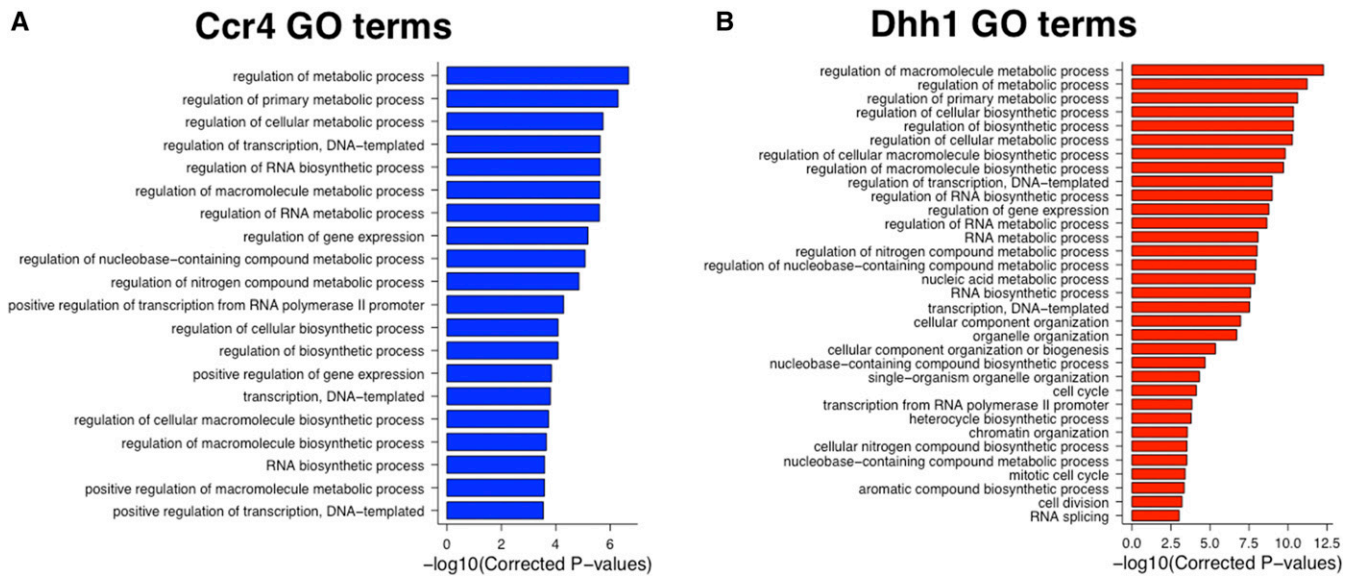 A
Ccr4 GO terms
regulation of metabolic process
regulation of primary metabolic process
regulation of cellular metabolic process
regulation of transcription, DNA−templated
regulation of RNA biosynthetic process
regulation of macromolecule metabolic process
regulation of RNA metabolic process
regulation of gene expression
regulation of nucleobase−containing compound metabolic process
regulation of nitrogen compound metabolic process
positive regulation of transcription from RNA polymerase II promoter
regulation of cellular biosynthetic process
regulation of biosynthetic process
positive regulation of gene expression
transcription, DNA−templated
regulation of cellular macromolecule biosynthetic process
regulation of macromolecule biosynthetic process
RNA biosynthetic process
positive regulation of macromolecule metabolic process
positive regulation of transcription, DNA−templated
0 2 4 6
−log10(Corrected P−values)
B
Dhh1 GO terms
regulation of macromolecule metabolic process
regulation of metabolic process
regulation of primary metabolic process
regulation of cellular biosynthetic process
regulation of biosynthetic process
regulation of cellular metabolic process
regulation of cellular macromolecule biosynthetic process
regulation of macromolecule biosynthetic process
regulation of transcription, DNA−templated
regulation of RNA biosynthetic process
regulation of gene expression
regulation of RNA metabolic process
RNA metabolic process
regulation of nitrogen compound metabolic process
regulation of nucleobase−containing compound metabolic process
nucleic acid metabolic process
RNA biosynthetic process
transcription, DNA−templated
cellular component organization
organelle organization
cellular component organization or biogenesis
nucleobase−containing compound biosynthetic process
single−organism organelle organization
cell cycle
transcription from RNA polymerase II promoter
heterocycle biosynthetic process
chromatin organization
cellular nitrogen compound biosynthetic process
nucleobase−containing compound metabolic process
mitotic cell cycle
aromatic compound biosynthetic process
cell division
RNA splicing
0.0 2.5 5.0 7.5 10.0 12.5
−log10(Corrected P−values)